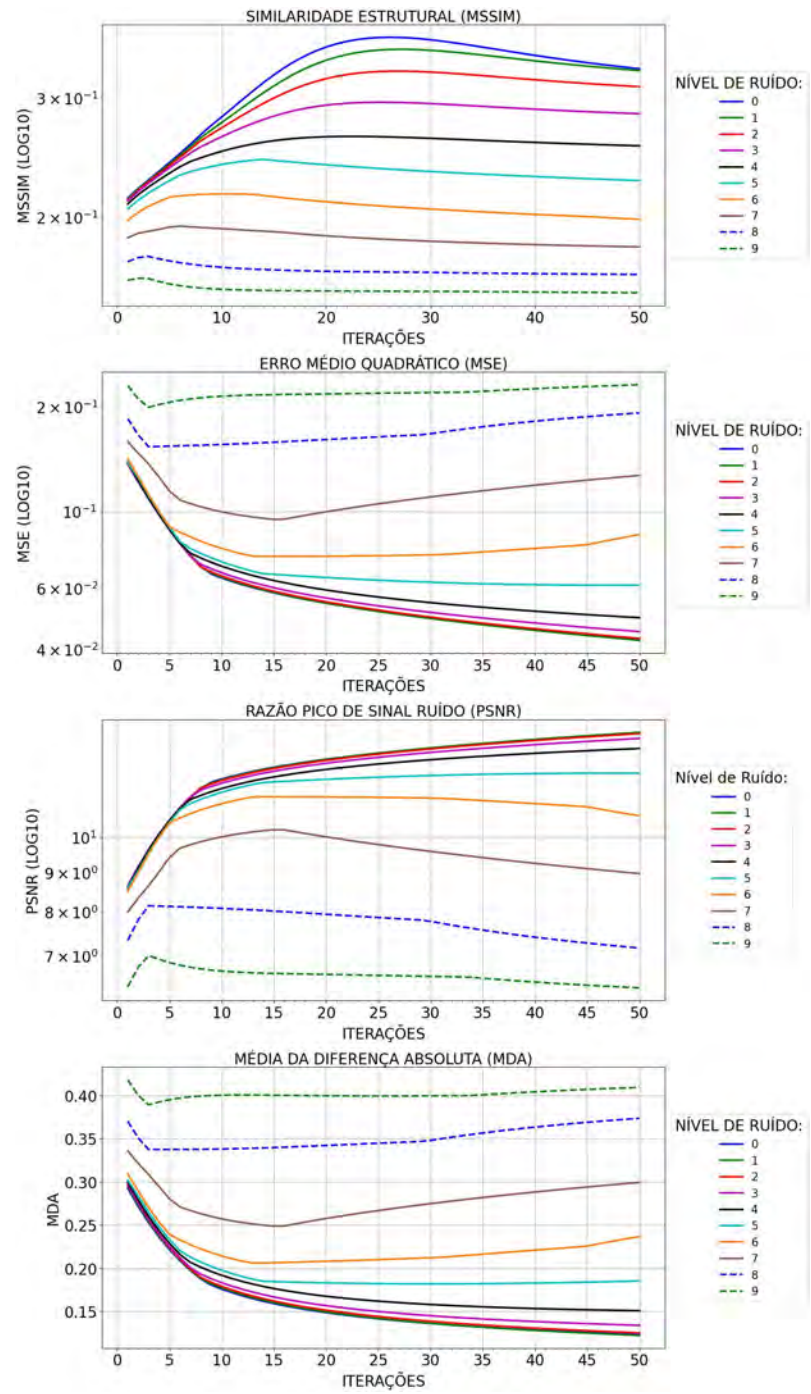 SIMILARIDADE ESTRUTURAL (MSSIM)
MSSIM (LOG10)
3 × 10⁻¹
2 × 10⁻¹
0 5 10 15 20 25 30 35 40 45 50
ITERAÇÕES
NÍVEL DE RUÍDO:
0
1
2
3
4
5
6
7
8
9
ERRO MÉDIO QUADRÁTICO (MSE)
MSE (LOG10)
2 × 10⁻¹
10⁻¹
6 × 10⁻²
4 × 10⁻²
0 5 10 15 20 25 30 35 40 45 50
ITERAÇÕES
NÍVEL DE RUÍDO:
0
1
2
3
4
5
6
7
8
9
RAZÃO PICO DE SINAL RUÍDO (PSNR)
PSNR (LOG10)
10¹
9 × 10⁰
8 × 10⁰
7 × 10⁰
0 5 10 15 20 25 30 35 40 45 50
ITERAÇÕES
Nível de Ruído:
0
1
2
3
4
5
6
7
8
9
MÉDIA DA DIFERENÇA ABSOLUTA (MDA)
MDA
0.40
0.35
0.30
0.25
0.20
0.15
0 5 10 15 20 25 30 35 40 45 50
ITERAÇÕES
NÍVEL DE RUÍDO:
0
1
2
3
4
5
6
7
8
9